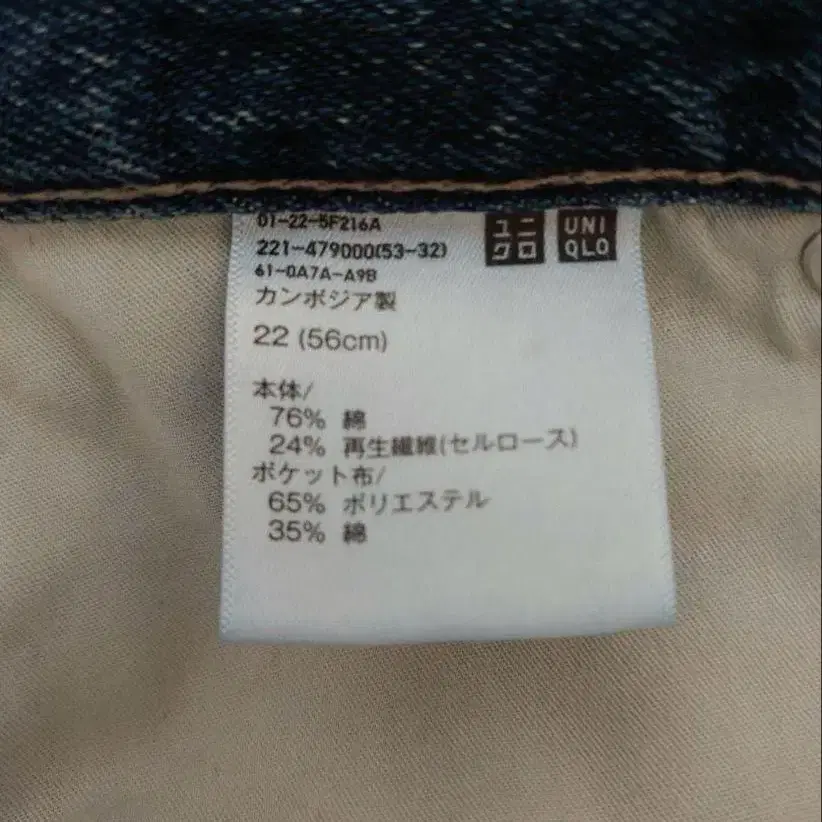 01-22-5F216A
221-479000(53-32)
61-0A7A-A9B
ユニ
クロ
UNI
QLO
カンボジア製
22 (56cm)
本体/
76% 綿
24% 再生繊維(セルロース)
ポケット布/
65% ポリエステル
35% 綿